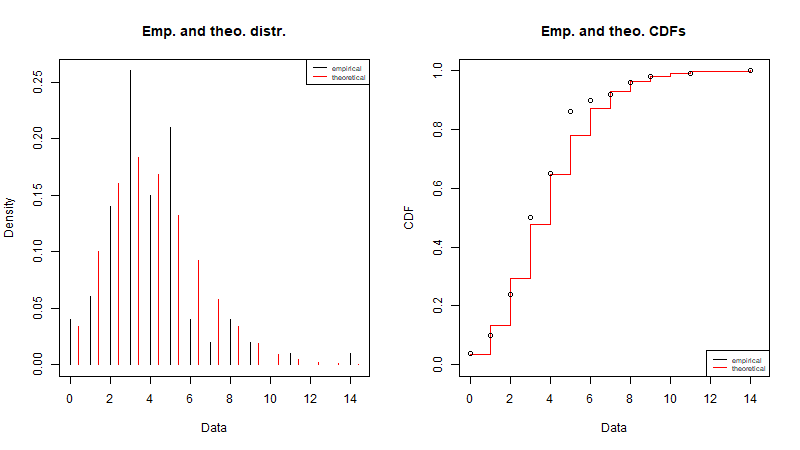 Emp. and theo. distr.
empirical
theoretical
0.25
0.20
0.15
0.10
0.05
0.00
Density
0 2 4 6 8 10 12 14
Data
Emp. and theo. CDFs
1.0
0.8
0.6
0.4
0.2
0.0
CDF
empirical
theoretical
0 2 4 6 8 10 12 14
Data